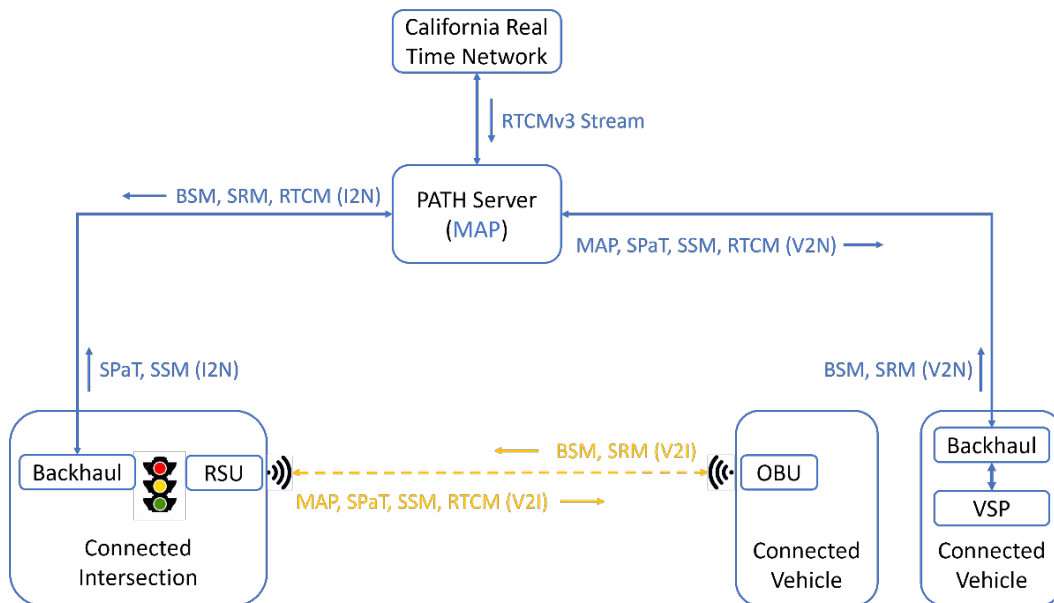 California Real
Time Network
RTCMv3 Stream
BSM, SRM, RTCM (I2N)
PATH Server
(MAP)
MAP, SPaT, SSM, RTCM (V2N)
SPaT, SSM (I2N)
BSM, SRM (V2N)
Backhaul
RSU
BSM, SRM (V2I)
MAP, SPaT, SSM, RTCM (V2I)
OBU
Backhaul
VSP
Connected
Intersection
Connected
Vehicle
Connected
Vehicle